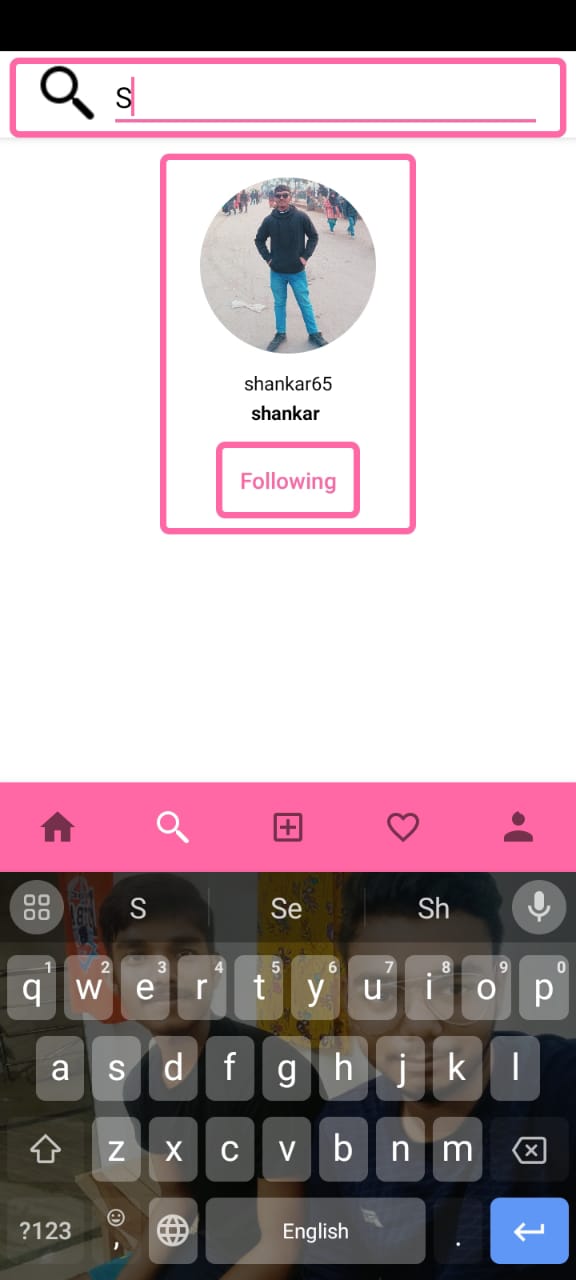 S
shankar65
shankar
Following
S Se Sh
q1 w2 e3 r4 t5 y6 u7 i8 o9 p0
a s d f g h j k l
z x c v b n m
?123 , English .